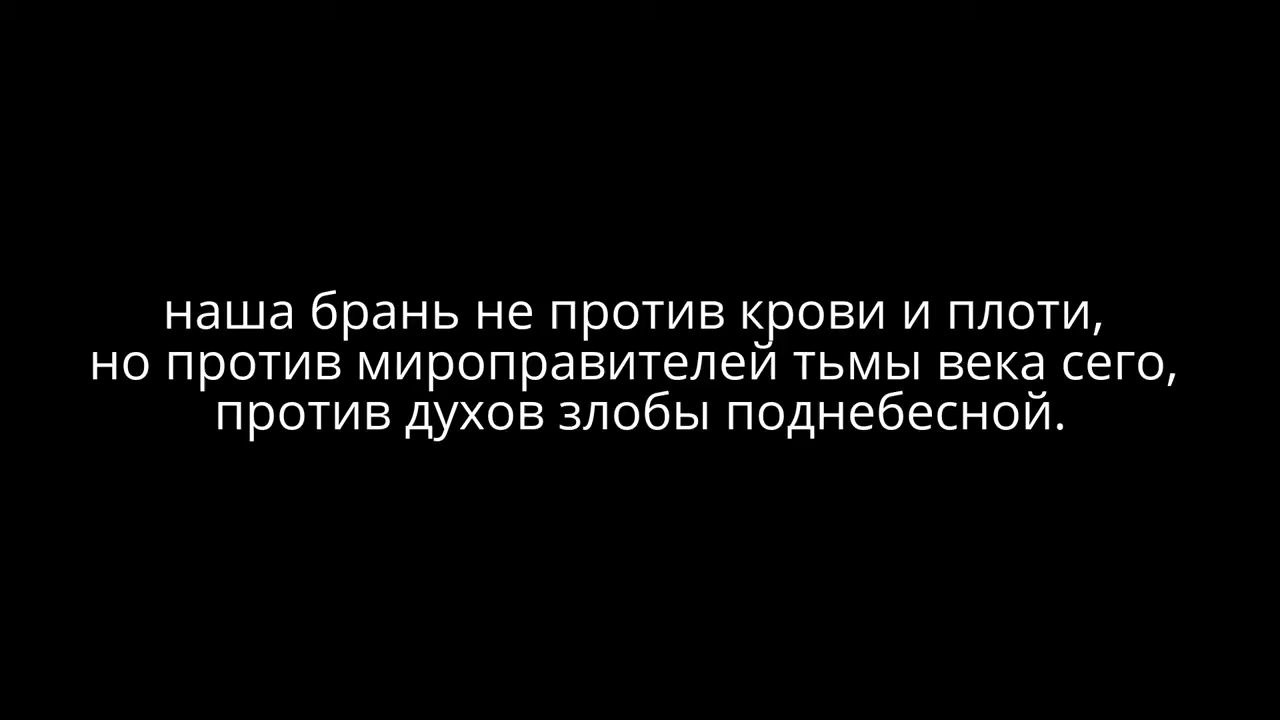 наша брань не против крови и плоти,
но против мироправителей тьмы века сего,
против духов злобы поднебесной.